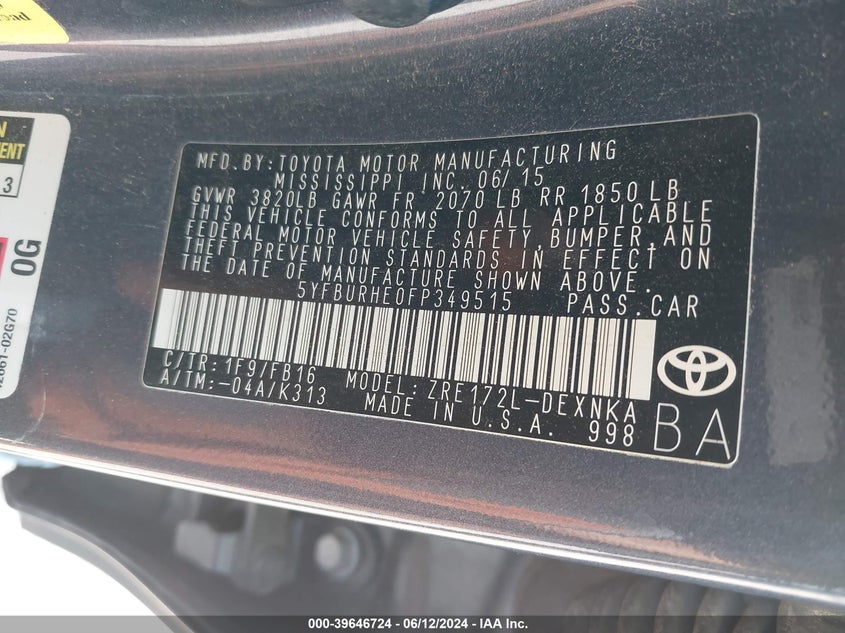 MFD.BY:TOYOTA MOTOR MANUFACTURING
MISSISSIPPI INC. 06/15
GVWR 3820LB GAWR FR 2070 LB RR 1850 LB
THIS VEHICLE CONFORMS TO ALL APPLICABLE
FEDERAL MOTOR VEHICLE SAFETY, BUMPER, AND
THEFT PREVENTION STANDARDS IN EFFECT ON
THE DATE OF MANUFACTURE SHOWN ABOVE.
5YFBURHE0FP349515 PASS.CAR
C/TR: 1F9/FB16 MODEL: ZRE172L-DEXNKA
A/TM: -04A/K313 MADE IN U.S.A. 998
BA
3
0G
02G70
000-39646724 - 06/12/2024 - IAA Inc.